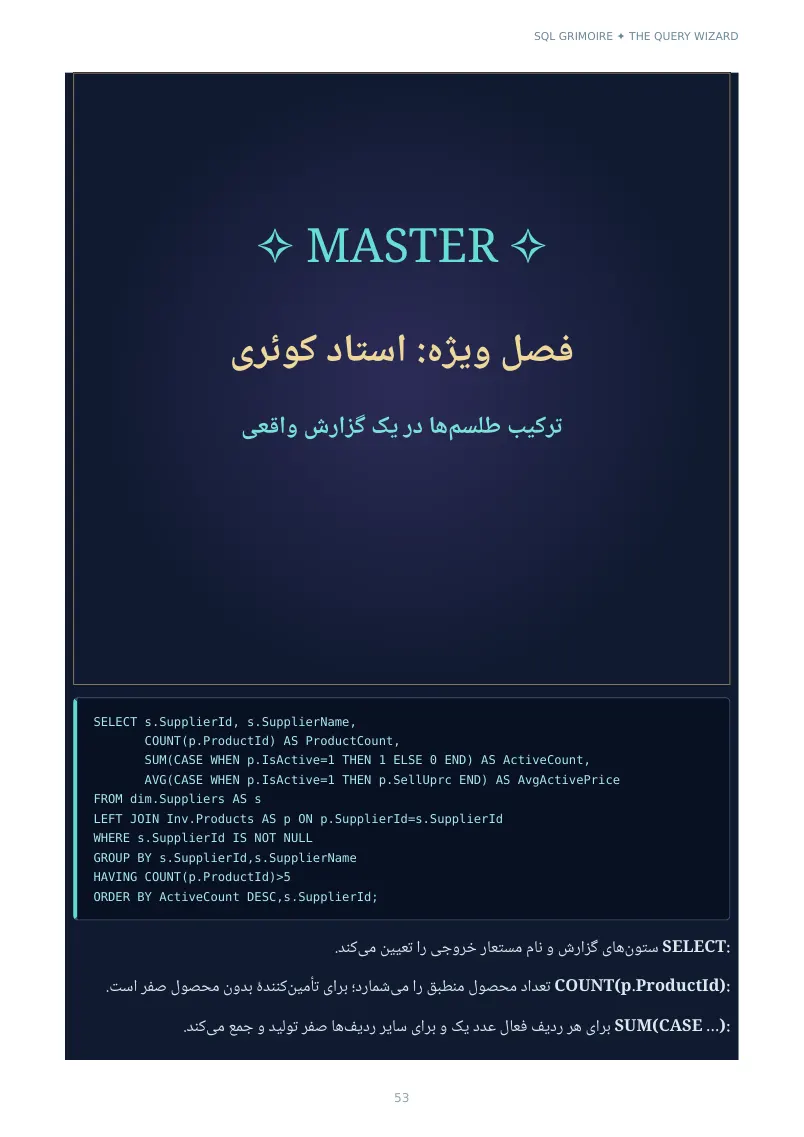 SQL GRIMOIRE ✦ THE QUERY WIZARD
✧ MASTER ✧
فصل ویژه: استاد کوئری
ترکیب طلسم‌ها در یک گزارش واقعی
SELECT s.SupplierId, s.SupplierName,
       COUNT(p.ProductId) AS ProductCount,
       SUM(CASE WHEN p.IsActive=1 THEN 1 ELSE 0 END) AS ActiveCount,
       AVG(CASE WHEN p.IsActive=1 THEN p.SellUprc END) AS AvgActivePrice
FROM dim.Suppliers AS s
LEFT JOIN Inv.Products AS p ON p.SupplierId=s.SupplierId
WHERE s.SupplierId IS NOT NULL
GROUP BY s.SupplierId,s.SupplierName
HAVING COUNT(p.ProductId)>5
ORDER BY ActiveCount DESC,s.SupplierId;
SELECT: ستون‌های گزارش و نام مستعار خروجی را تعیین می‌کند.
COUNT(p.ProductId): تعداد محصول منطبق را می‌شمارد؛ برای تأمین‌کنندهٔ بدون محصول صفر است.
SUM(CASE …): برای هر ردیف فعال عدد یک و برای سایر ردیف‌ها صفر تولید و جمع می‌کند.
53